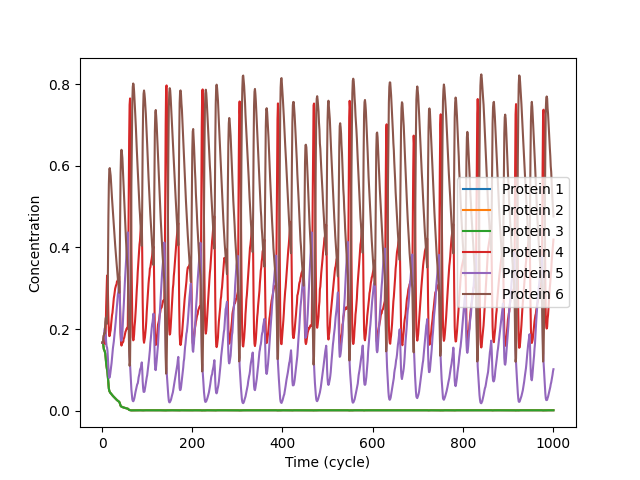 0.8
0.6
0.4
0.2
0.0
Concentration
Protein 1
Protein 2
Protein 3
Protein 4
Protein 5
Protein 6
0 200 400 600 800 1000
Time (cycle)